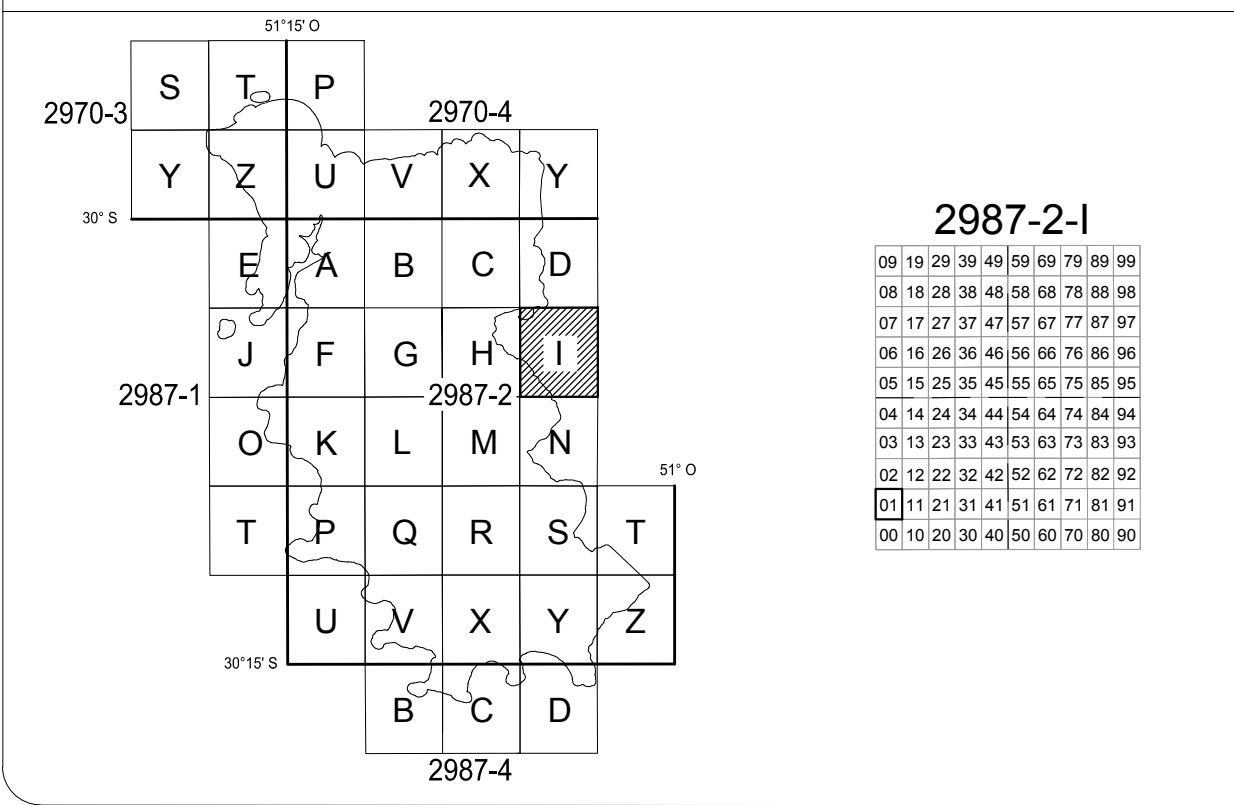 51°15' O
S T P
2970-3 2970-4
Y Z U V X Y
30° S
E A B C D
J F G H I
2987-1 2987-2
O K L M N
51° O
T P Q R S T
U V X Y Z
30°15' S
B C D
2987-4
2987-2-I
09 19 29 39 49 59 69 79 89 99
08 18 28 38 48 58 68 78 88 98
07 17 27 37 47 57 67 77 87 97
06 16 26 36 46 56 66 76 86 96
05 15 25 35 45 55 65 75 85 95
04 14 24 34 44 54 64 74 84 94
03 13 23 33 43 53 63 73 83 93
02 12 22 32 42 52 62 72 82 92
01 11 21 31 41 51 61 71 81 91
00 10 20 30 40 50 60 70 80 90